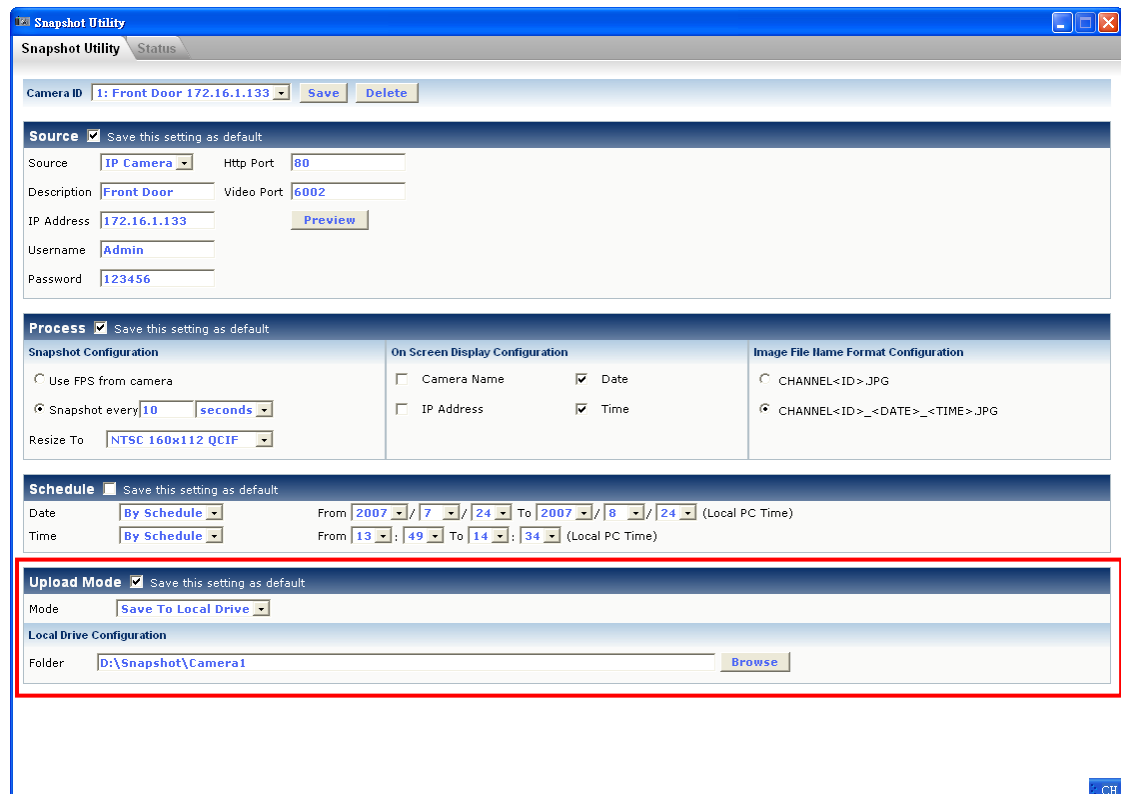 Snapshot Utility
Snapshot Utility Status
Camera ID 1: Front Door 172.16.1.133 Save Delete
Source Save this setting as default
Source IP Camera Http Port 80
Description Front Door Video Port 6002
IP Address 172.16.1.133 Preview
Username Admin
Password 123456
Process Save this setting as default
Snapshot Configuration On Screen Display Configuration Image File Name Format Configuration
Use FPS from camera Camera Name Date CHANNEL<ID>.JPG
Snapshot every 10 seconds IP Address Time CHANNEL<ID>_<DATE>_<TIME>.JPG
Resize To NTSC 160x112 QCIF
Schedule Save this setting as default
Date By Schedule From 2007 / 7 / 24 To 2007 / 8 / 24 (Local PC Time)
Time By Schedule From 13 : 49 To 14 : 34 (Local PC Time)
Upload Mode Save this setting as default
Mode Save To Local Drive
Local Drive Configuration
Folder D:\Snapshot\Camera1 Browse
CH